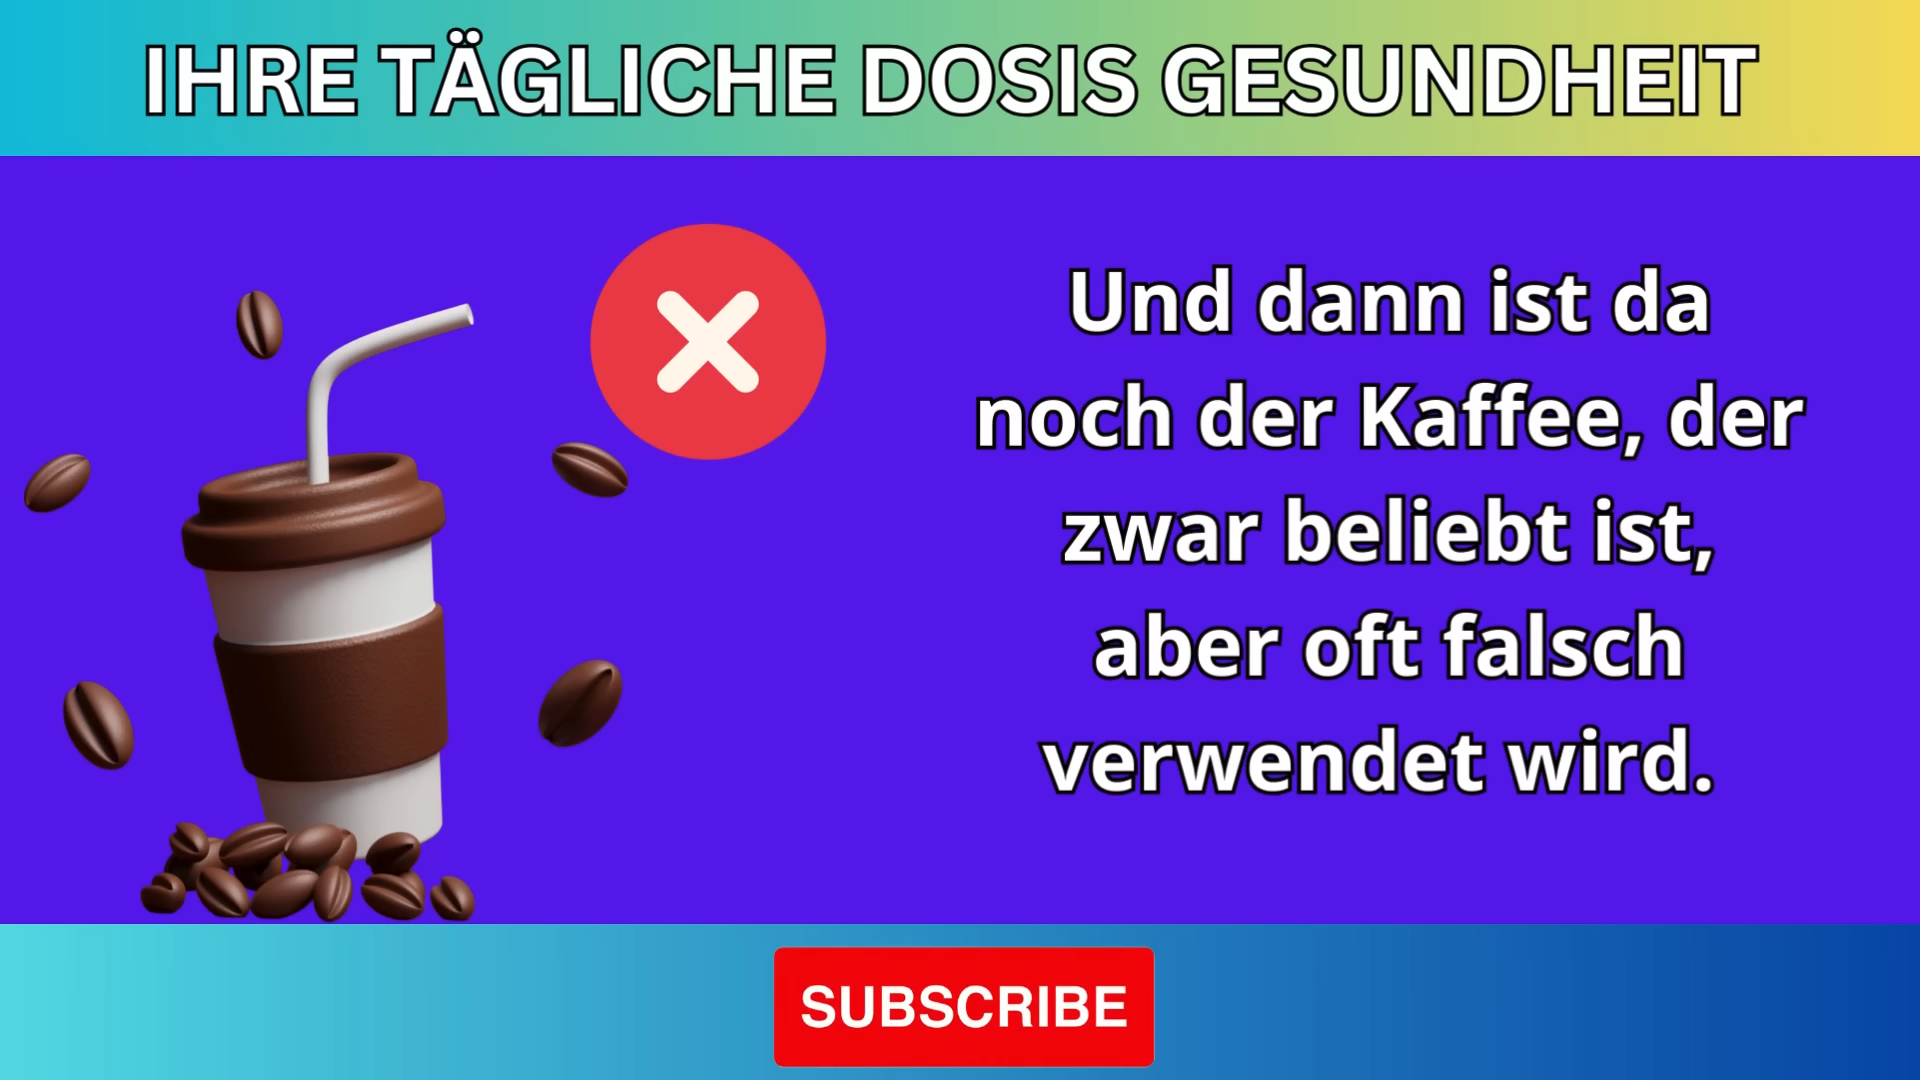 IHRE TÄGLICHE DOSIS GESUNDHEIT
Und dann ist da
noch der Kaffee, der
zwar beliebt ist,
aber oft falsch
verwendet wird.
SUBSCRIBE